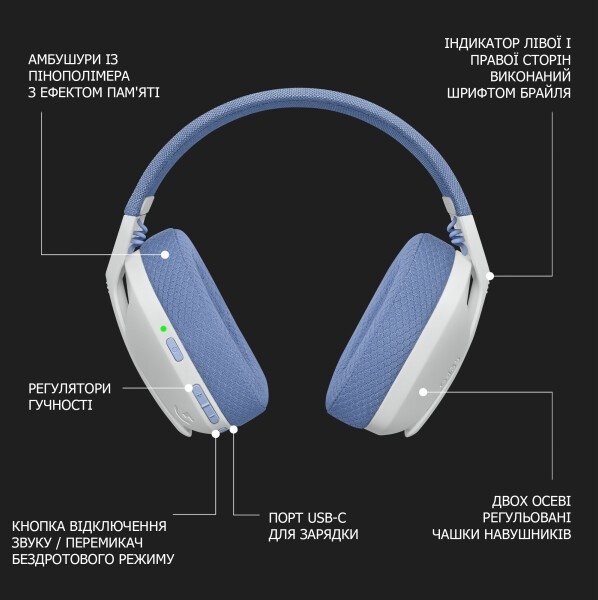 АМБУШУРИ ІЗ
ПІНОПОЛІМЕРА
З ЕФЕКТОМ ПАМ'ЯТІ
ІНДИКАТОР ЛІВОЇ І
ПРАВОЇ СТОРІН
ВИКОНАНИЙ
ШРИФТОМ БРАЙЛЯ
РЕГУЛЯТОРИ
ГУЧНОСТІ
КНОПКА ВІДКЛЮЧЕННЯ
ЗВУКУ / ПЕРЕМИКАЧ
БЕЗДРОТОВОГО РЕЖИМУ
ПОРТ USB-C
ДЛЯ ЗАРЯДКИ
ДВОХ ОСЕВІ
РЕГУЛЬОВАНІ
ЧАШКИ НАВУШНИКІВ